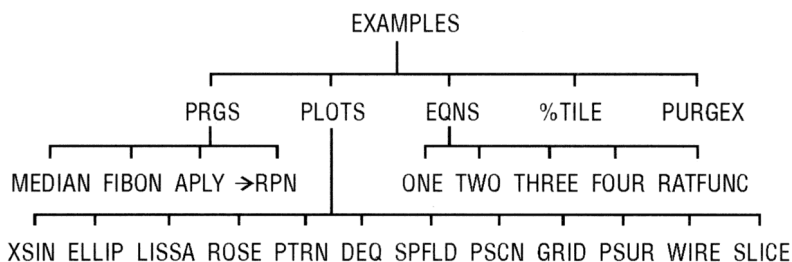 EXAMPLES
PRGS PLOTS EQNS %TILE PURGEX
MEDIAN FIBON APLY →RPN ONE TWO THREE FOUR RATFUNC
XSIN ELLIP LISSA ROSE PTRN DEQ SPFLD PSCN GRID PSUR WIRE SLICE